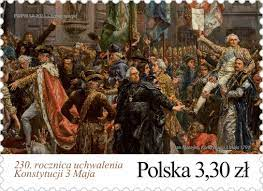 230. rocznica uchwalenia
Konstytucji 3 Maja
Polska 3,30 zł